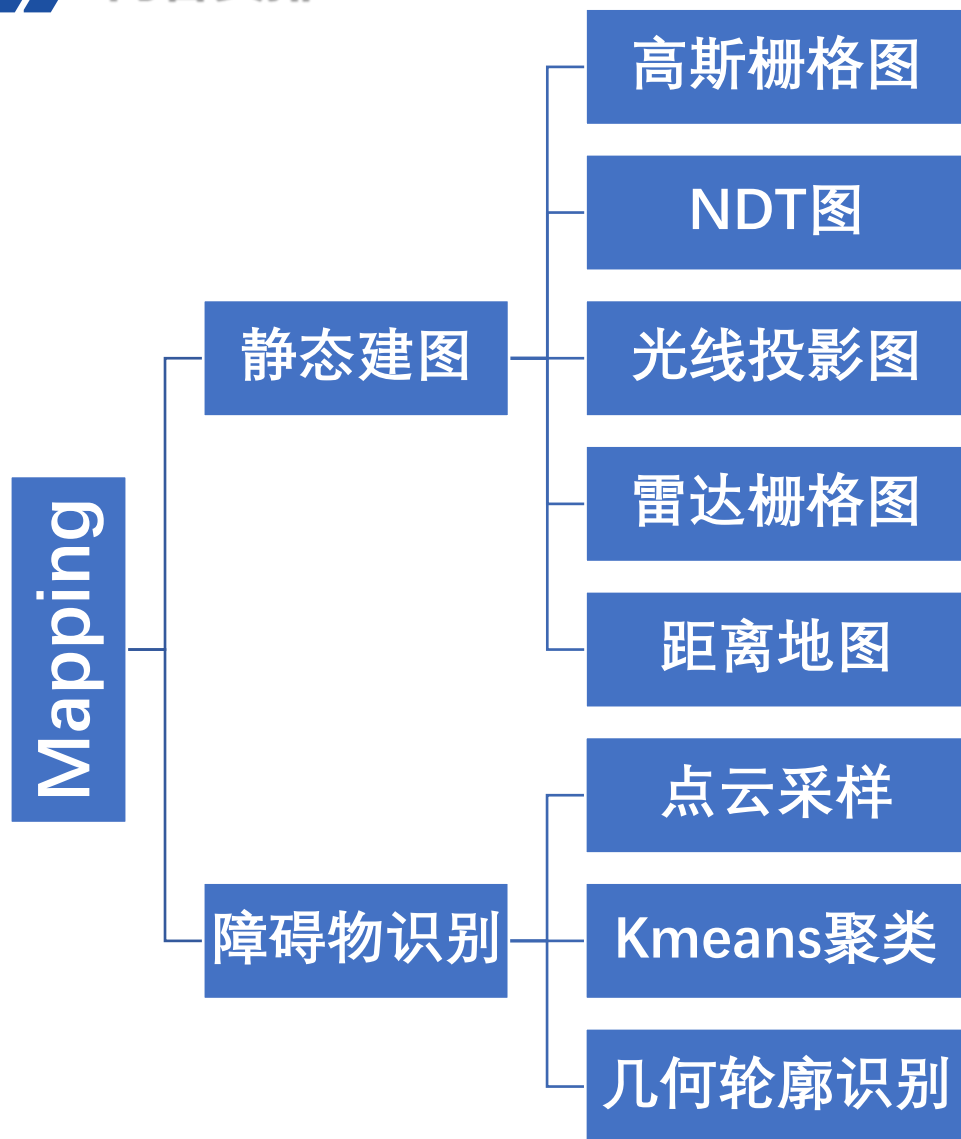 Mapping
静态建图
高斯栅格图
NDT图
光线投影图
雷达栅格图
距离地图
障碍物识别
点云采样
Kmeans聚类
几何轮廓识别